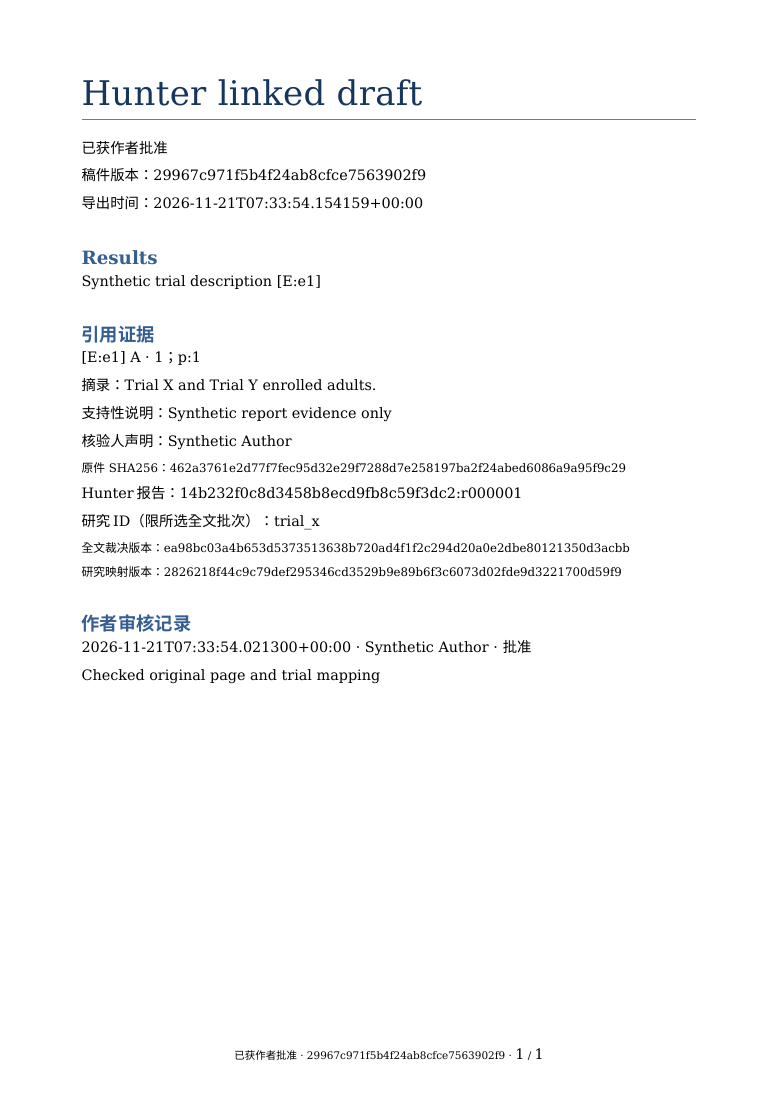 Hunter linked draft
已获作者批准
稿件版本：29967c971f5b4f24ab8cfce7563902f9
导出时间：2026-11-21T07:33:54.154159+00:00
Results
Synthetic trial description [E:e1]
引用证据
[E:e1] A · 1；p:1
摘录：Trial X and Trial Y enrolled adults.
支持性说明：Synthetic report evidence only
核验人声明：Synthetic Author
原件 SHA256：462a3761e2d77f7fec95d32e29f7288d7e258197ba2f24abed6086a9a95f9c29
Hunter 报告：14b232f0c8d3458b8ecd9fb8c59f3dc2:r000001
研究 ID（限所选全文批次）：trial_x
全文裁决版本：ea98bc03a4b653d5373513638b720ad4f1f2c294d20a0e2dbe80121350d3acbb
研究映射版本：2826218f44c9c79def295346cd3529b9e89b6f3c6073d02fde9d3221700d59f9
作者审核记录
2026-11-21T07:33:54.021300+00:00 · Synthetic Author · 批准
Checked original page and trial mapping
已获作者批准 · 29967c971f5b4f24ab8cfce7563902f9 · 1 / 1